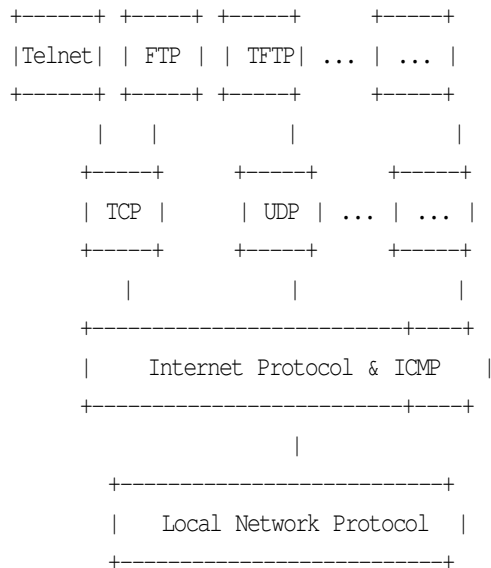 +------+ +-----+ +-----+       +-----+
|Telnet| | FTP | | TFTP| ... | ... |
+------+ +-----+ +-----+       +-----+
|   |         |           |
+-----+      +-----+      +-----+
| TCP |      | UDP | ... | ... |
+-----+      +-----+      +-----+
|           |           |
+--------------------------+----+
|    Internet Protocol & ICMP   |
+--------------------------+----+
|
+---------------------------+
|   Local Network Protocol  |
+---------------------------+